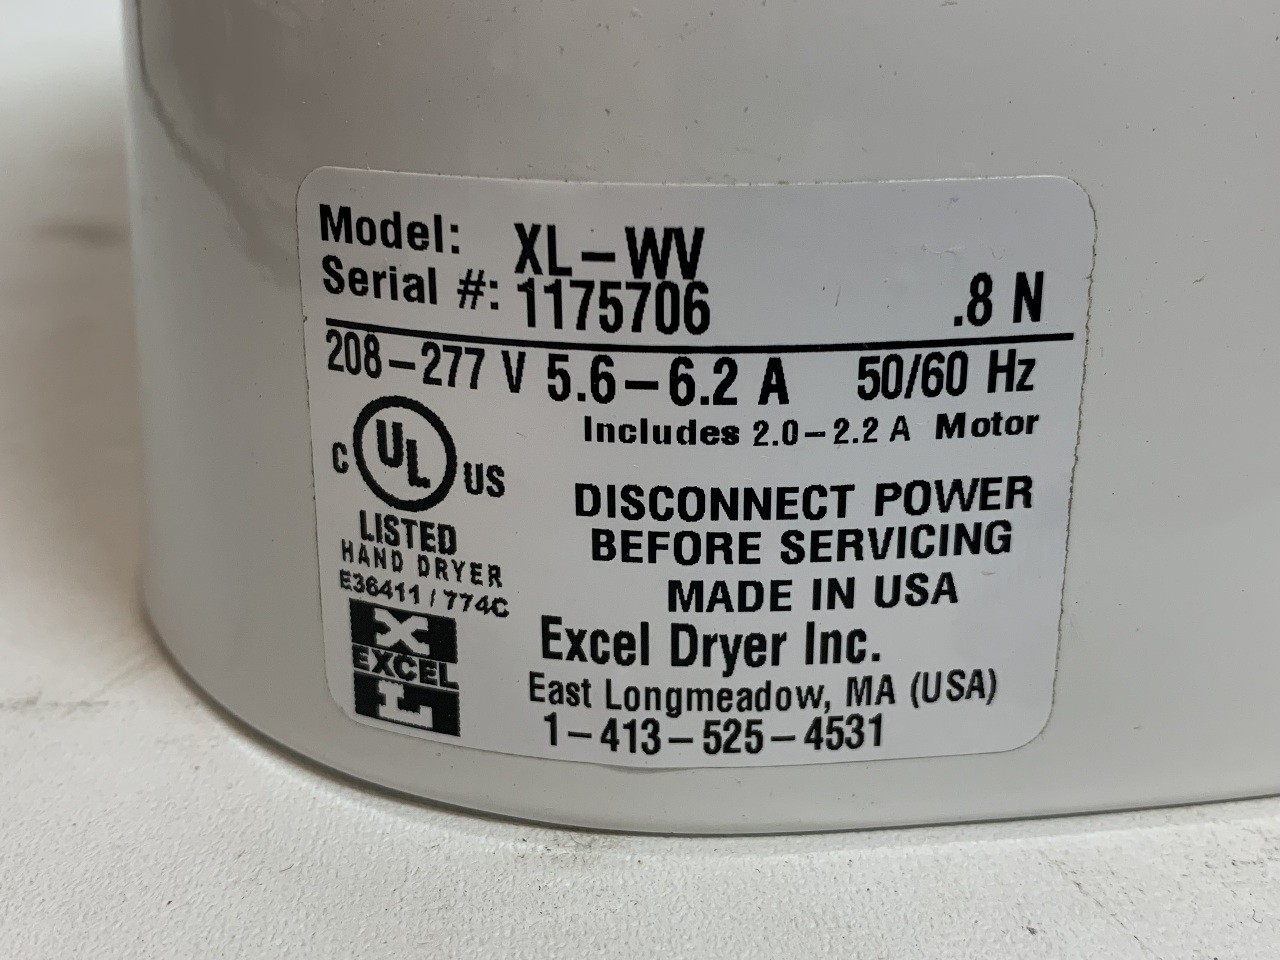 Model: XL-WV
Serial #: 1175706 .8 N
208-277 V 5.6-6.2 A 50/60 Hz
Includes 2.0-2.2 A Motor
C UL US
LISTED
HAND DRYER
E36411 / 774C
DISCONNECT POWER
BEFORE SERVICING
MADE IN USA
X
EXCEL
L
Excel Dryer Inc.
East Longmeadow, MA (USA)
1-413-525-4531